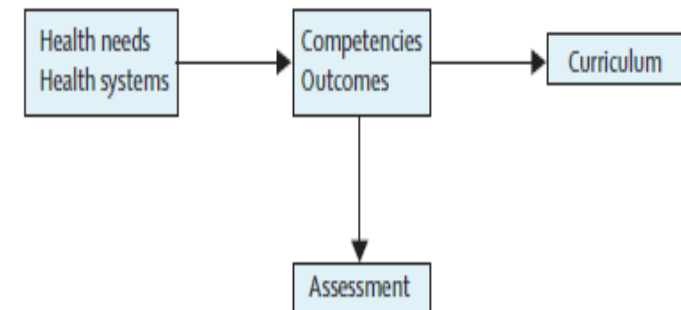 Health needs
Health systems
Competencies
Outcomes
Curriculum
Assessment